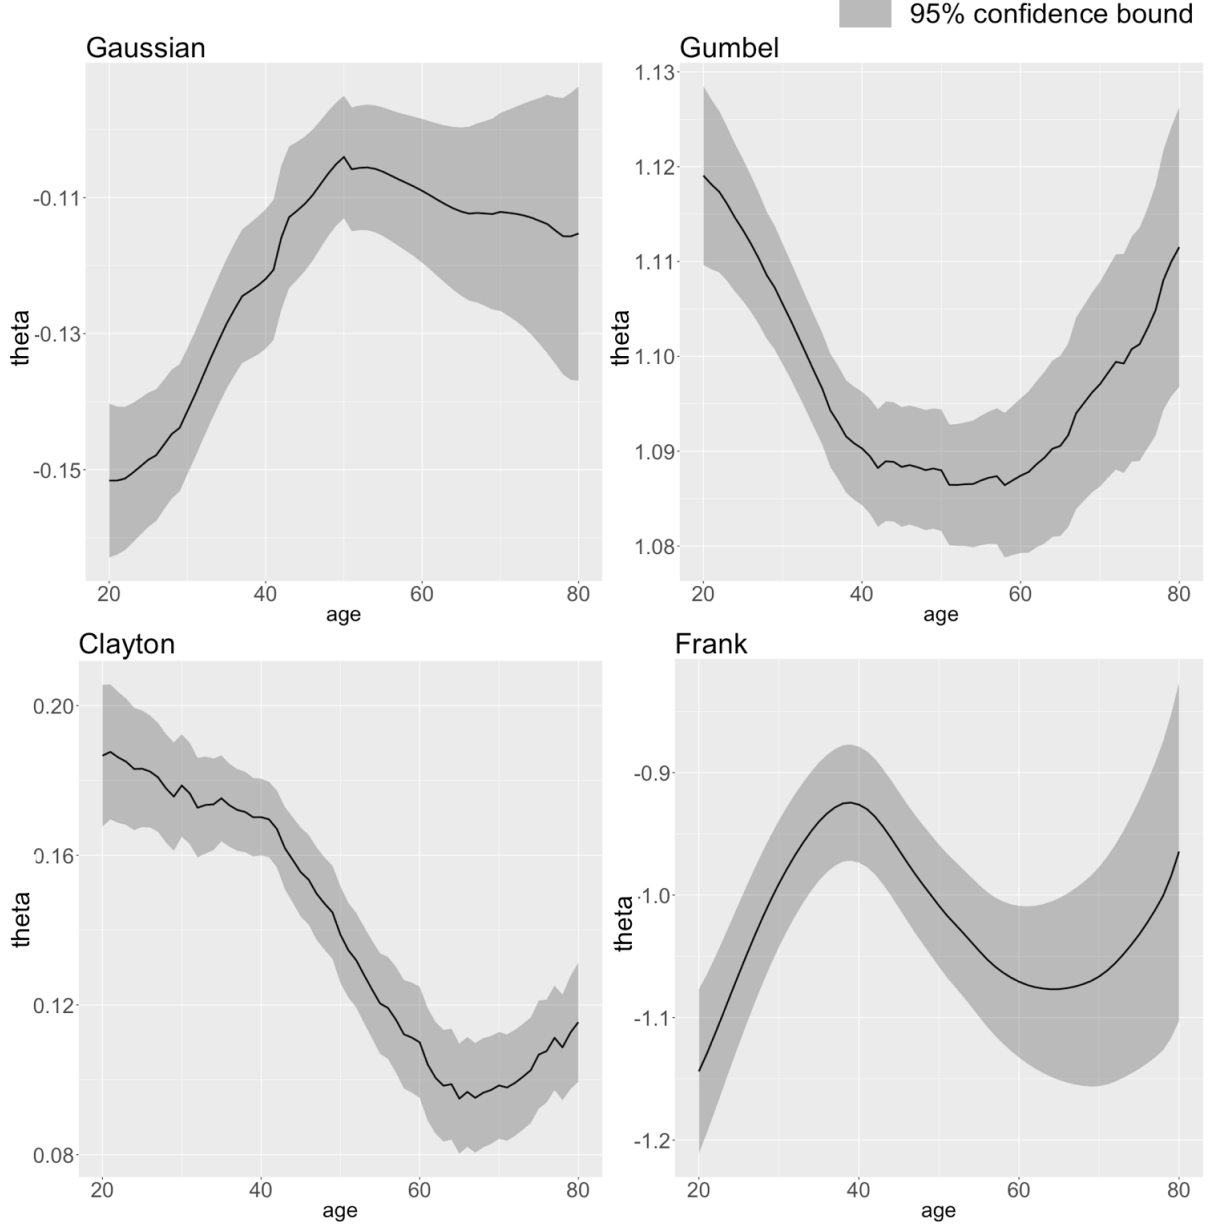 95% confidence bound
Gaussian
-0.11
-0.13
-0.15
theta
20 40 60 80
age
Gumbel
1.13
1.12
1.11
1.10
1.09
1.08
theta
20 40 60 80
age
Clayton
0.20
0.16
0.12
0.08
theta
20 40 60 80
age
Frank
-0.9
-1.0
-1.1
-1.2
theta
20 40 60 80
age